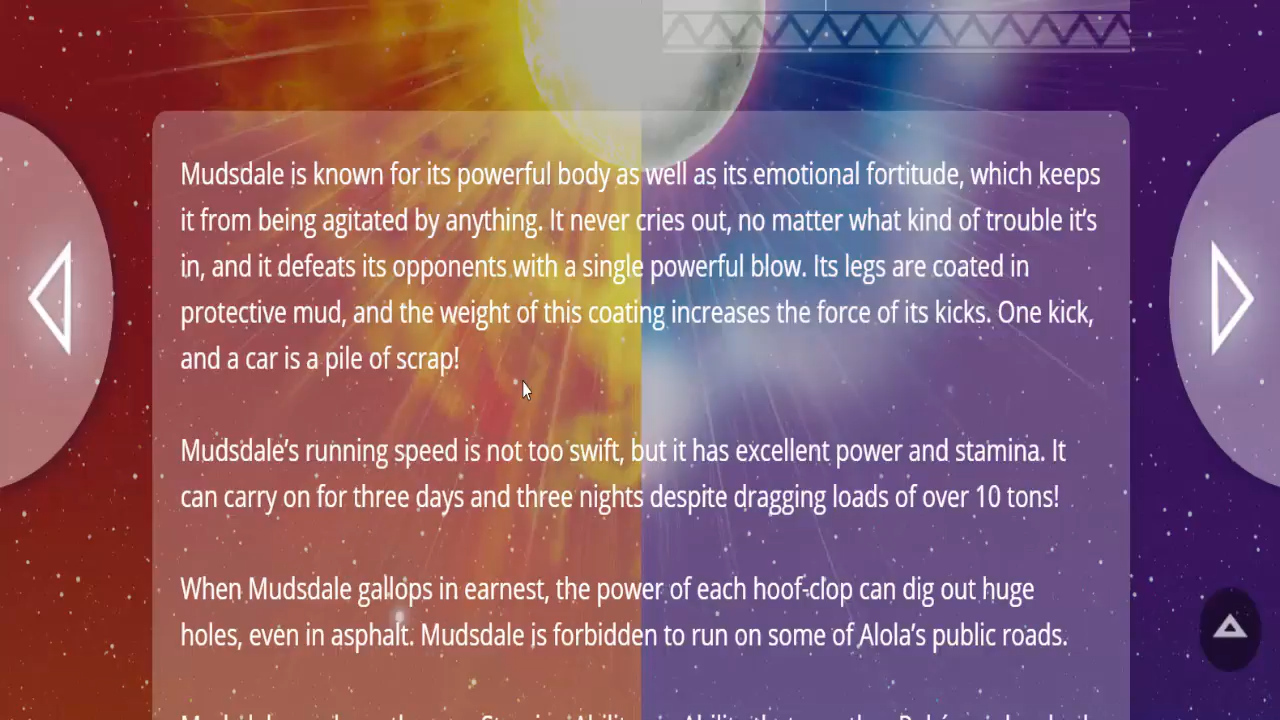 Mudsdale is known for its powerful body as well as its emotional fortitude, which keeps
it from being agitated by anything. It never cries out, no matter what kind of trouble it’s
in, and it defeats its opponents with a single powerful blow. Its legs are coated in
protective mud, and the weight of this coating increases the force of its kicks. One kick,
and a car is a pile of scrap!
Mudsdale’s running speed is not too swift, but it has excellent power and stamina. It
can carry on for three days and three nights despite dragging loads of over 10 tons!
When Mudsdale gallops in earnest, the power of each hoof-clop can dig out huge
holes, even in asphalt. Mudsdale is forbidden to run on some of Alola’s public roads.